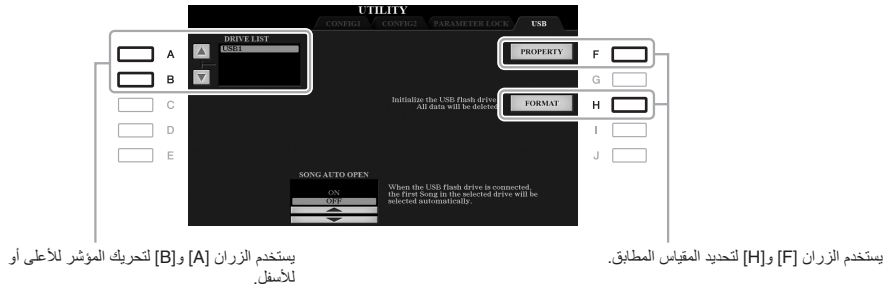 UTILITY
CONFIG1 CONFIG2 PARAMETER LOCK USB
DRIVE LIST
USB1
PROPERTY
A
B
C
D
E
F
G
H
I
J
Initialize the USB flash drive.
All data will be deleted.
FORMAT
SONG AUTO OPEN
ON
OFF
When the USB flash drive is connected,
the first Song in the selected drive will be
selected automatically.
يستخدم الزران [F] و[H] لتحديد المقياس المطابق.
يستخدم الزران [A] و[B] لتحريك المؤشر للأعلى أو
للأسفل.